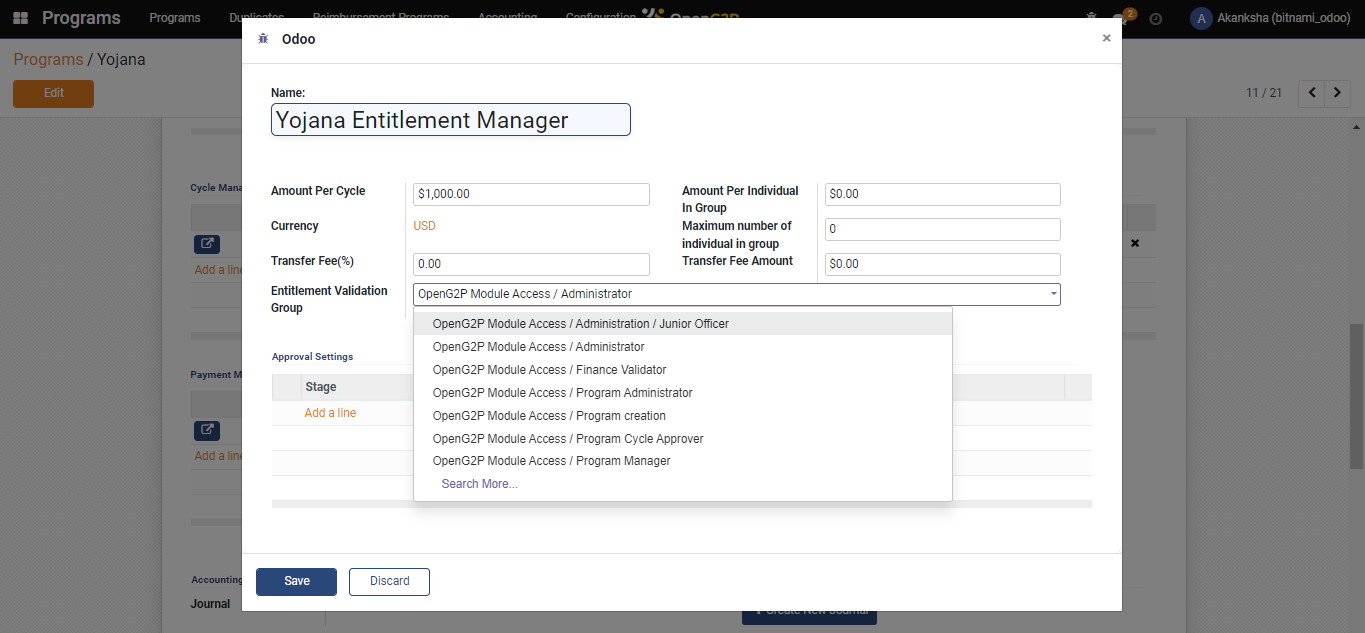 Programs
Programs
Duplicates
Reimbursement Programs
Accounting
Configuration
OpenG2P
2
A
Akanksha (bitnami_odoo)
Programs / Yojana
Edit
11 / 21
Odoo
×
Name:
Yojana Entitlement Manager
Amount Per Cycle
$1,000.00
Amount Per Individual
In Group
$0.00
Currency
USD
Maximum number of
individual in group
0
Transfer Fee(%)
0.00
Transfer Fee Amount
$0.00
Entitlement Validation
Group
OpenG2P Module Access / Administrator
OpenG2P Module Access / Administration / Junior Officer
OpenG2P Module Access / Administrator
OpenG2P Module Access / Finance Validator
OpenG2P Module Access / Program Administrator
OpenG2P Module Access / Program creation
OpenG2P Module Access / Program Cycle Approver
OpenG2P Module Access / Program Manager
Search More...
Approval Settings
Stage
Add a line
Save
Discard
Cycle Mana
Add a line
Payment M
Add a line
Accounting
Journal
+ Create New Journal